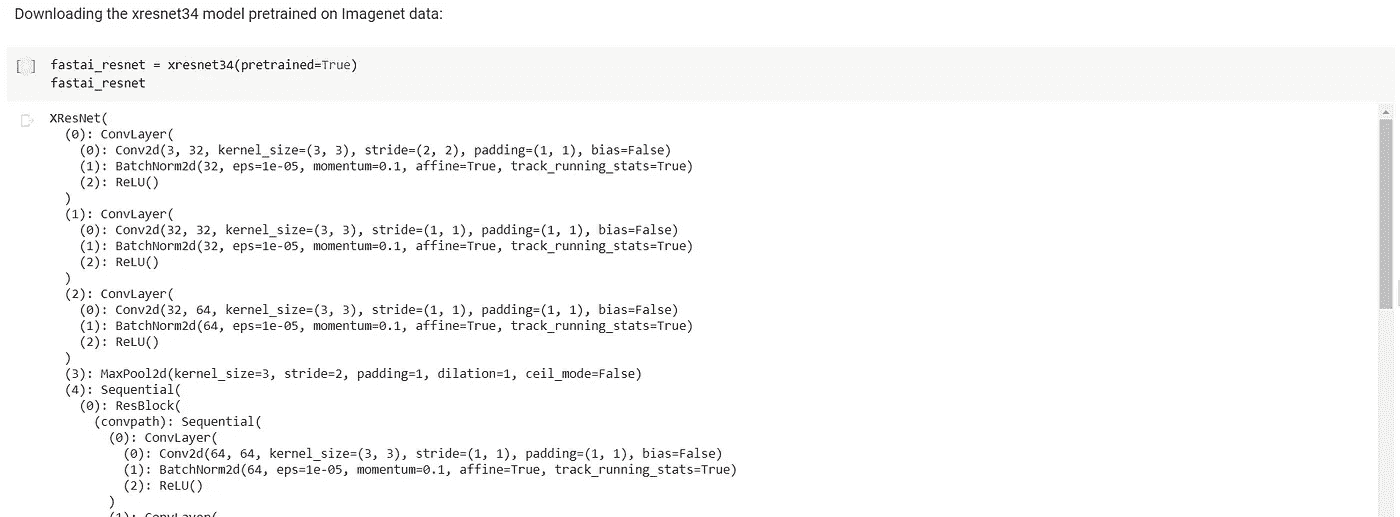 Downloading the xresnet34 model pretrained on Imagenet data:
[ ] fastai_resnet = xresnet34(pretrained=True)
fastai_resnet
XResNet(
  (0): ConvLayer(
    (0): Conv2d(3, 32, kernel_size=(3, 3), stride=(2, 2), padding=(1, 1), bias=False)
    (1): BatchNorm2d(32, eps=1e-05, momentum=0.1, affine=True, track_running_stats=True)
    (2): ReLU()
  )
  (1): ConvLayer(
    (0): Conv2d(32, 32, kernel_size=(3, 3), stride=(1, 1), padding=(1, 1), bias=False)
    (1): BatchNorm2d(32, eps=1e-05, momentum=0.1, affine=True, track_running_stats=True)
    (2): ReLU()
  )
  (2): ConvLayer(
    (0): Conv2d(32, 64, kernel_size=(3, 3), stride=(1, 1), padding=(1, 1), bias=False)
    (1): BatchNorm2d(64, eps=1e-05, momentum=0.1, affine=True, track_running_stats=True)
    (2): ReLU()
  )
  (3): MaxPool2d(kernel_size=3, stride=2, padding=1, dilation=1, ceil_mode=False)
  (4): Sequential(
    (0): ResBlock(
      (convpath): Sequential(
        (0): ConvLayer(
          (0): Conv2d(64, 64, kernel_size=(3, 3), stride=(1, 1), padding=(1, 1), bias=False)
          (1): BatchNorm2d(64, eps=1e-05, momentum=0.1, affine=True, track_running_stats=True)
          (2): ReLU()
        )
        (1): ConvLayer(